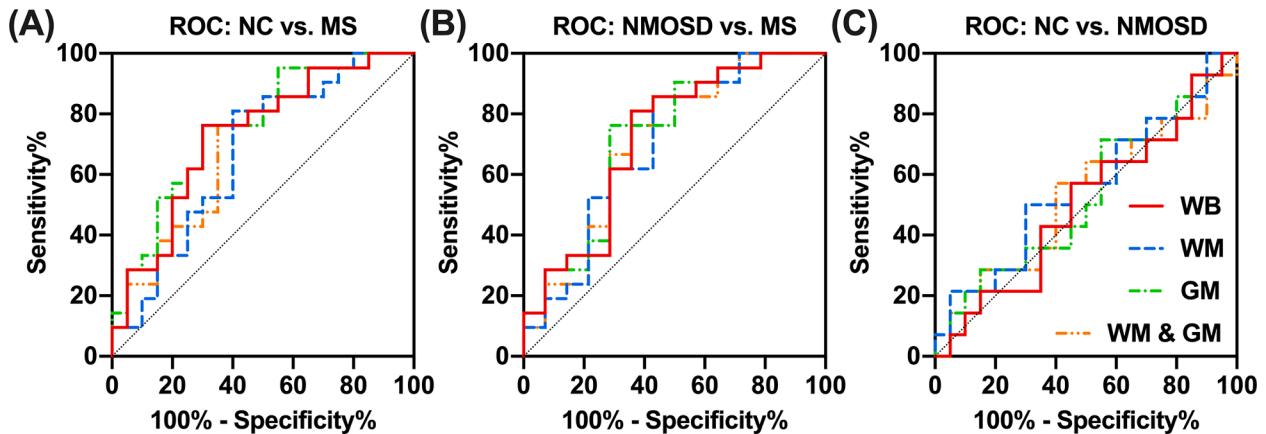 (A) ROC: NC vs. MS
Sensitivity%
100
80
60
40
20
0
0 20 40 60 80 100
100% - Specificity%
(B) ROC: NMOSD vs. MS
Sensitivity%
100
80
60
40
20
0
0 20 40 60 80 100
100% - Specificity%
(C) ROC: NC vs. NMOSD
Sensitivity%
100
80
60
40
20
0
WB
WM
GM
WM & GM
0 20 40 60 80 100
100% - Specificity%